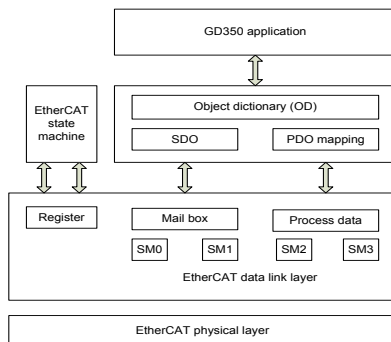 GD350 application
EtherCAT
state
machine
Object dictionary (OD)
SDO
PDO mapping
Register
Mail box
Process data
SM0
SM1
SM2
SM3
EtherCAT data link layer
EtherCAT physical layer